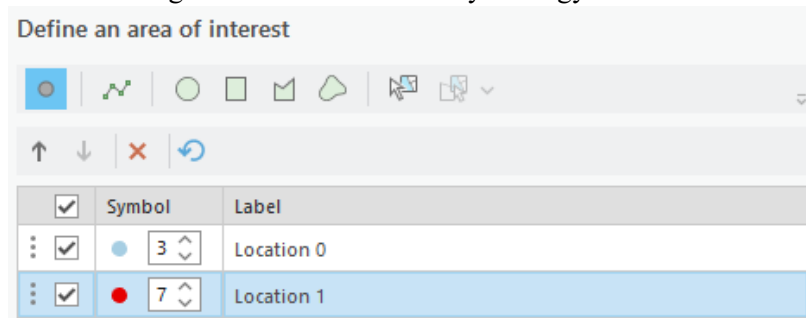 Define an area of interest
Symbol Label
3 Location 0
7 Location 1